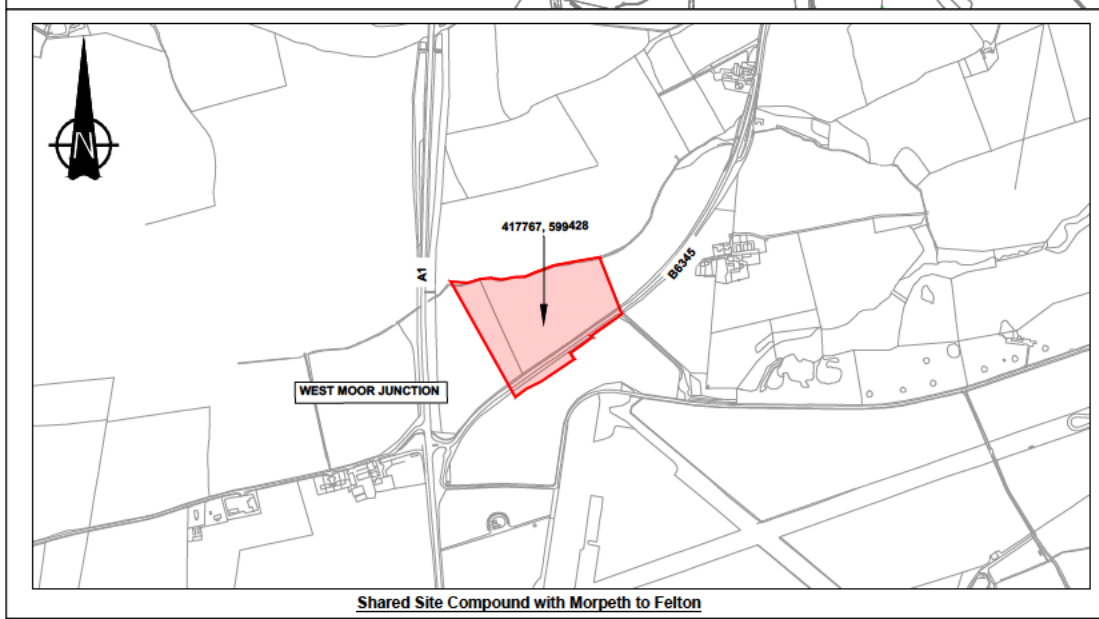 N
417767, 599428
A1
B6345
WEST MOOR JUNCTION
Shared Site Compound with Morpeth to Felton